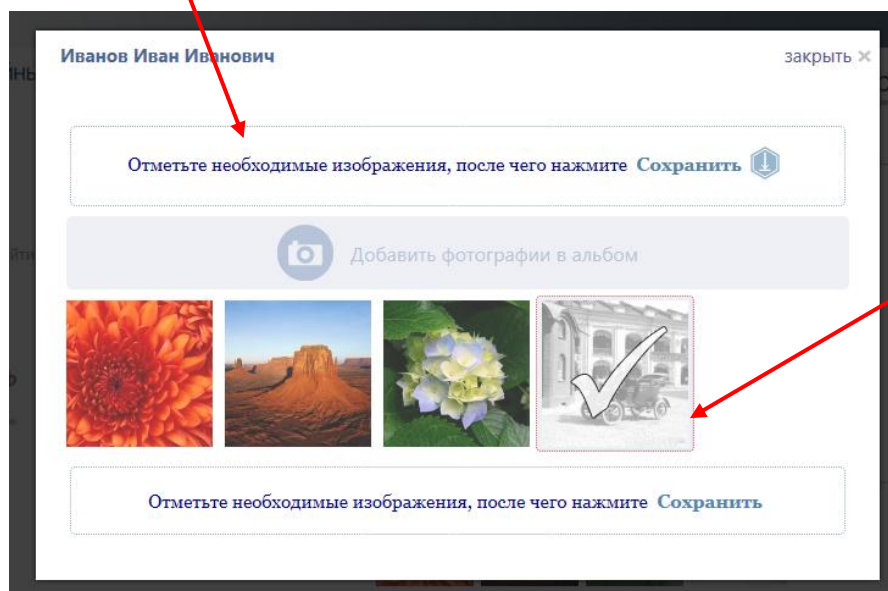 Иванов Иван Иванович
закрыть ×
Отметьте необходимые изображения, после чего нажмите Сохранить
Добавить фотографии в альбом
Отметьте необходимые изображения, после чего нажмите Сохранить